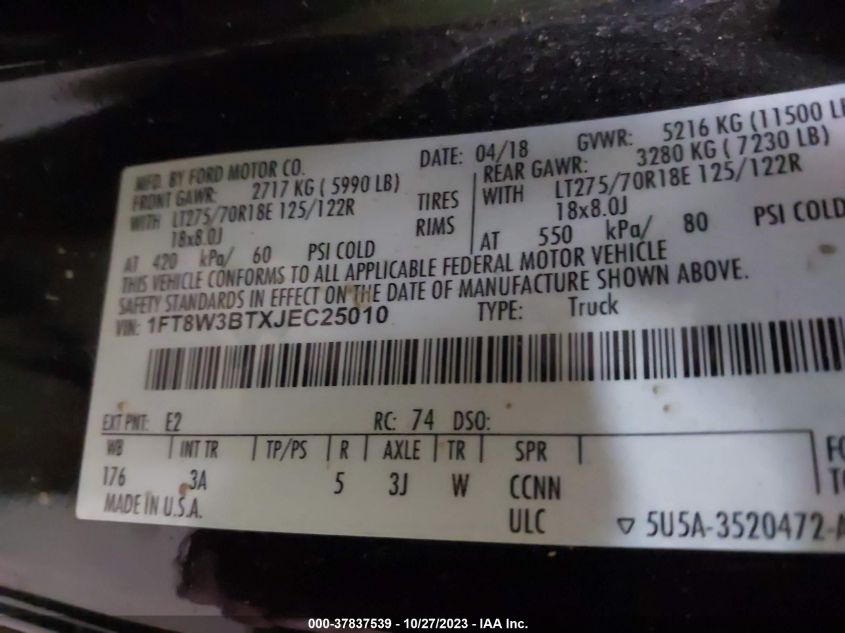 MFD. BY FORD MOTOR CO.
DATE: 04/18 GVWR: 5216 KG (11500 LB
FRONT GAWR: 2717 KG ( 5990 LB)
REAR GAWR: 3280 KG ( 7230 LB)
WITH LT275/70R18E 125/122R TIRES WITH LT275/70R18E 125/122R
18x8.0J RIMS 18x8.0J
AT 420 kPa/ 60 PSI COLD AT 550 kPa/ 80 PSI COLD
THIS VEHICLE CONFORMS TO ALL APPLICABLE FEDERAL MOTOR VEHICLE
SAFETY STANDARDS IN EFFECT ON THE DATE OF MANUFACTURE SHOWN ABOVE.
VIN: 1FT8W3BTXJEC25010 TYPE: Truck
EXT PNT: E2 RC: 74 DSO:
WB INT TR TP/PS R AXLE TR SPR
176 3A 5 3J W CCNN
MADE IN U.S.A. ULC 5U5A-3520472-A
000-37837539 - 10/27/2023 - IAA Inc.